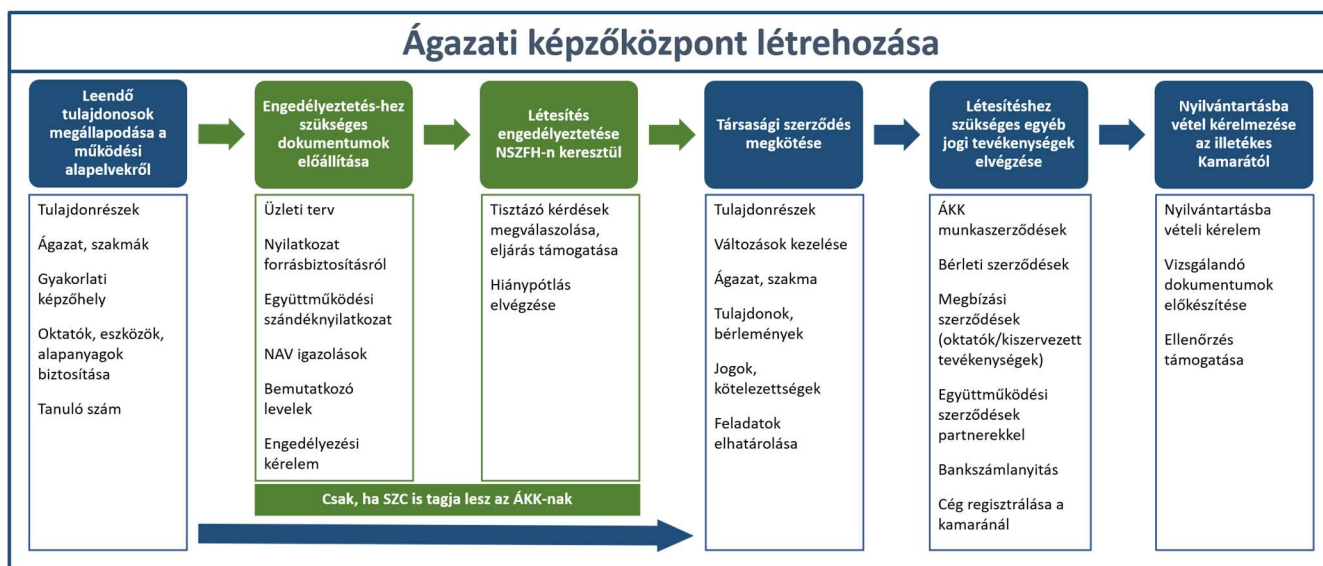 Ágazati képzőközpont létrehozása
Leendő
tulajdonosok
megállapodása a
működési
alapelvekről
Tulajdonrészek
Ágazat, szakmák
Gyakorlati
képzőhely
Oktatók, eszközök,
alapanyagok
biztosítása
Tanuló szám
Engedélyeztetés-hez
szükséges
dokumentumok
előállítása
Üzleti terv
Nyilatkozat
forrásbiztosításról
Együttműködési
szándéknyilatkozat
NAV igazolások
Bemutatkozó
levelek
Engedélyezési
kérelem
Létesítés
engedélyeztetése
NSZFH-n keresztül
Tisztázó kérdések
megválaszolása,
eljárás támogatása
Hiánypótlás
elvégzése
Csak, ha SZC is tagja lesz az ÁKK-nak
Társasági szerződés
megkötése
Tulajdonrészek
Változások kezelése
Ágazat, szakma
Tulajdonok,
bérlemények
Jogok,
kötelezettségek
Feladatok
elhatárolása
Létesítéshez
szükséges egyéb
jogi tevékenységek
elvégzése
ÁKK
munkaszerződések
Bérleti szerződések
Megbízási
szerződések
(oktatók/kiszervezett
tevékenységek)
Együttműködési
szerződések
partnerekkel
Bankszámlanyitás
Cég regisztrálása a
kamaránál
Nyilvántartásba
vétel kérelmezése
az illetékes
Kamarától
Nyilvántartásba
vételi kérelem
Vizsgálandó
dokumentumok
előkészítése
Ellenőrzés
támogatása